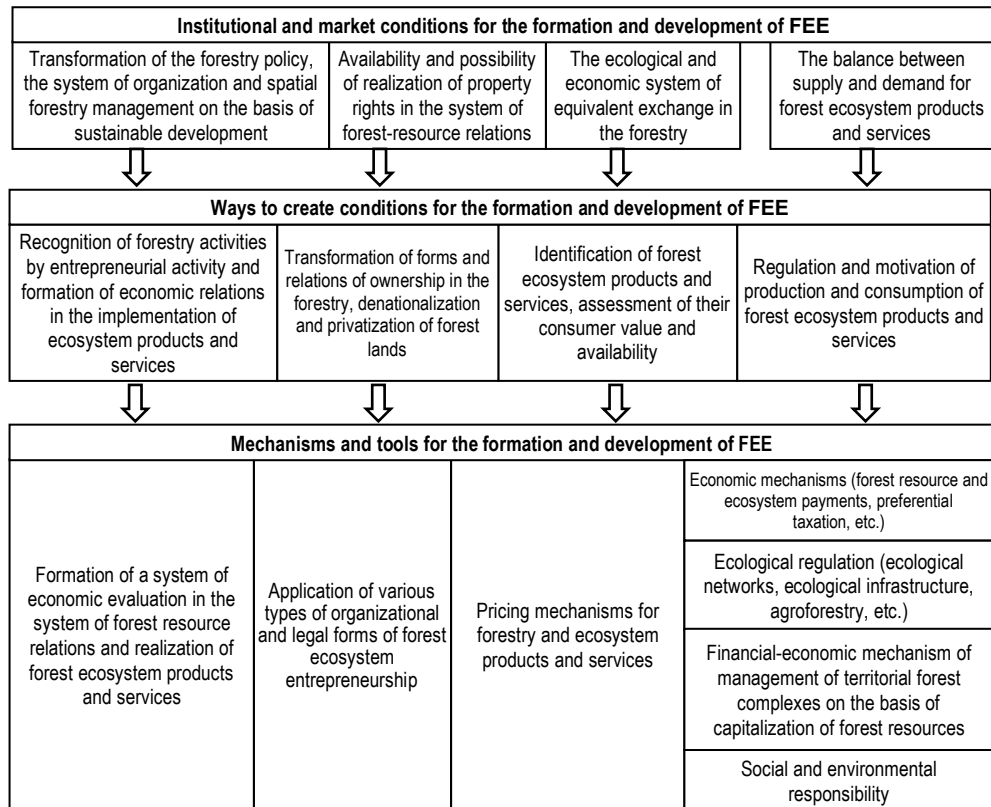 Institutional and market conditions for the formation and development of FEE
Transformation of the forestry policy,
the system of organization and spatial
forestry management on the basis of
sustainable development
Availability and possibility
of realization of property
rights in the system of
forest-resource relations
The ecological and
economic system of
equivalent exchange in
the forestry
The balance between
supply and demand for
forest ecosystem products
and services
Ways to create conditions for the formation and development of FEE
Recognition of forestry activities
by entrepreneurial activity and
formation of economic relations
in the implementation of
ecosystem products and
services
Transformation of forms and
relations of ownership in the
forestry, denationalization
and privatization of forest
lands
Identification of forest
ecosystem products and
services, assessment of their
consumer value and
availability
Regulation and motivation of
production and consumption of
forest ecosystem products and
services
Mechanisms and tools for the formation and development of FEE
Formation of a system of
economic evaluation in the
system of forest resource
relations and realization of
forest ecosystem products
and services
Application of various
types of organizational
and legal forms of forest
ecosystem
entrepreneurship
Pricing mechanisms for
forestry and ecosystem
products and services
Economic mechanisms (forest resource and
ecosystem payments, preferential
taxation, etc.)
Ecological regulation (ecological
networks, ecological infrastructure,
agroforestry, etc.)
Financial-economic mechanism of
management of territorial forest
complexes on the basis of
capitalization of forest resources
Social and environmental
responsibility